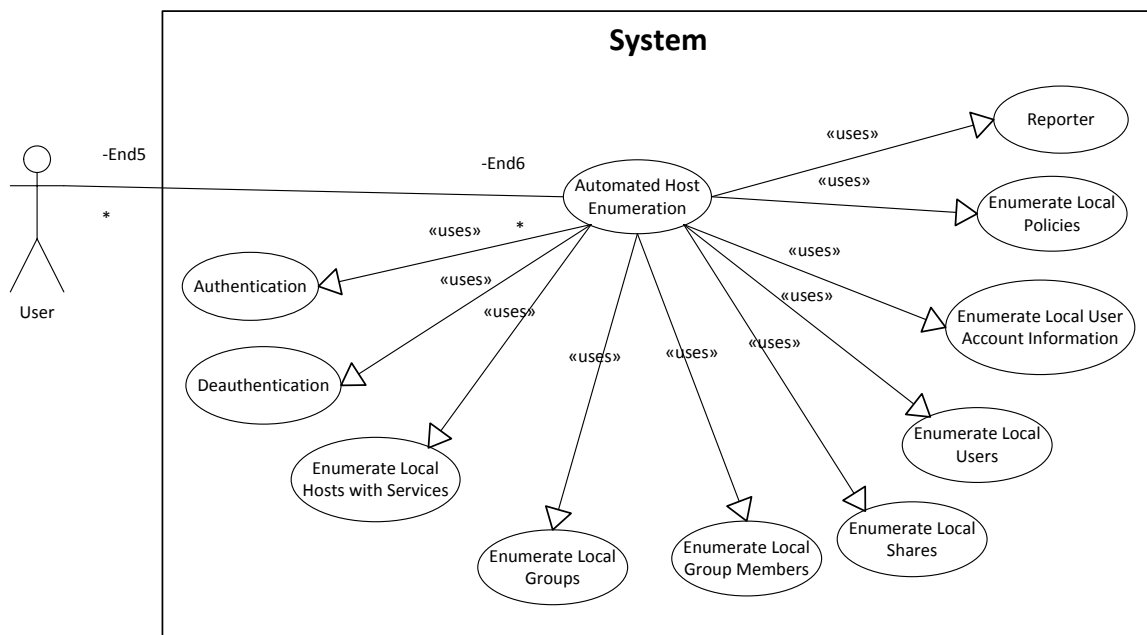 System
Reporter
«uses»
-End5
-End6
Automated Host
Enumeration
«uses»
Enumerate Local
Policies
*
*
«uses»
«uses»
Authentication
«uses»
«uses»
«uses»
Enumerate Local User
Account Information
User
Deauthentication
«uses»
«uses»
«uses»
Enumerate Local
Users
Enumerate Local
Hosts with Services
Enumerate Local
Shares
Enumerate Local
Groups
Enumerate Local
Group Members